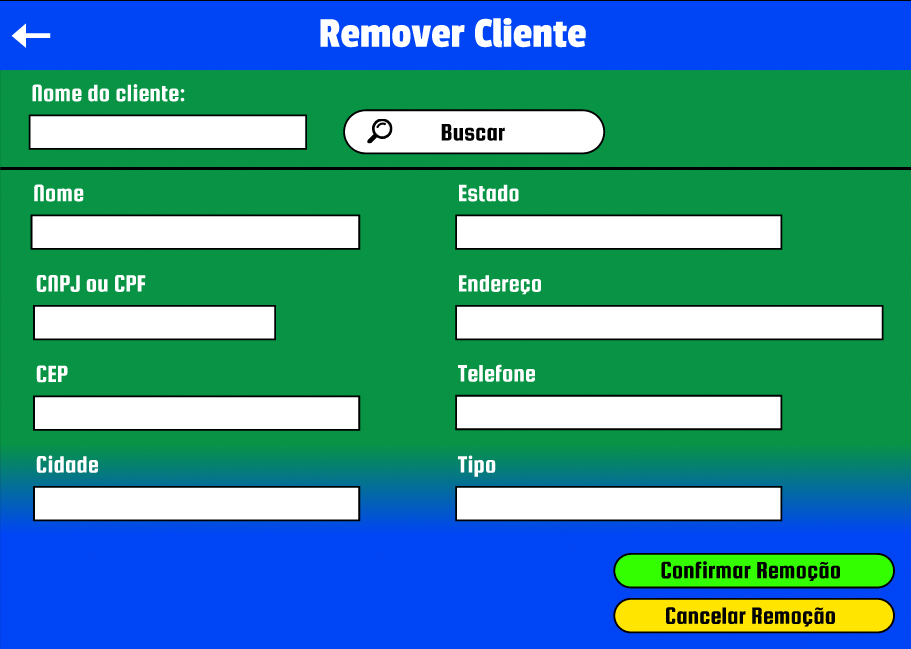 Remover Cliente
Nome do cliente:
Buscar
Nome
Estado
CNPJ ou CPF
Endereço
CEP
Telefone
Cidade
Tipo
Confirmar Remoção
Cancelar Remoção